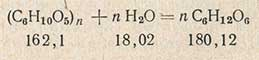 (C₆H₁₀O₅)ₙ + n H₂O = n C₆H₁₂O₆
162,1 18,02 180,12